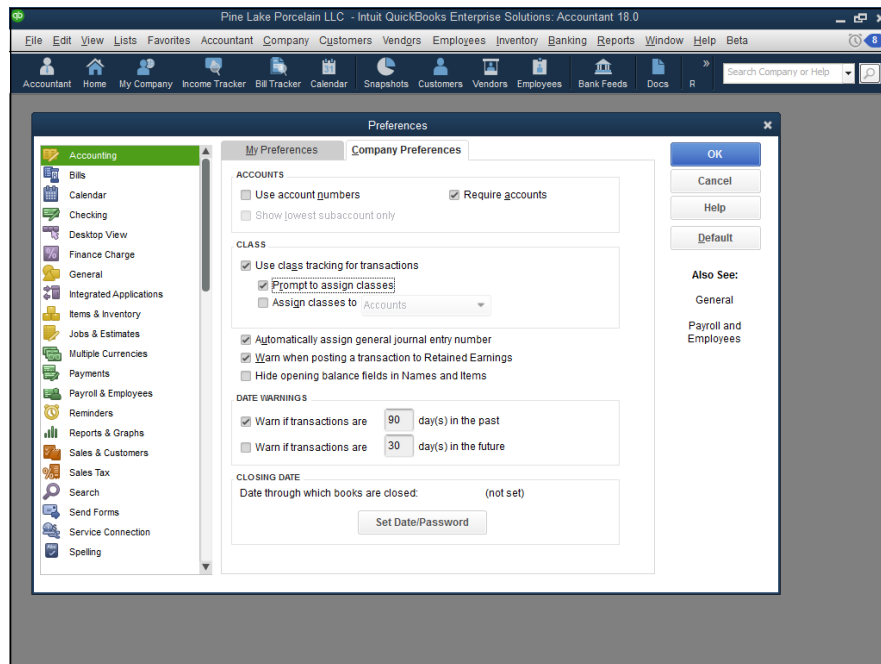 qb Pine Lake Porcelain LLC - Intuit QuickBooks Enterprise Solutions: Accountant 18.0
File Edit View Lists Favorites Accountant Company Customers Vendors Employees Inventory Banking Reports Window Help Beta 8
Accountant Home My Company Income Tracker Bill Tracker Calendar Snapshots Customers Vendors Employees Bank Feeds Docs R » Search Company or Help
Preferences
Accounting
Bills
Calendar
Checking
Desktop View
Finance Charge
General
Integrated Applications
Items & Inventory
Jobs & Estimates
Multiple Currencies
Payments
Payroll & Employees
Reminders
Reports & Graphs
Sales & Customers
Sales Tax
Search
Send Forms
Service Connection
Spelling
My Preferences Company Preferences
ACCOUNTS
Use account numbers Require accounts
Show lowest subaccount only
CLASS
Use class tracking for transactions
Prompt to assign classes
Assign classes to Accounts
Automatically assign general journal entry number
Warn when posting a transaction to Retained Earnings
Hide opening balance fields in Names and Items
DATE WARNINGS
Warn if transactions are 90 day(s) in the past
Warn if transactions are 30 day(s) in the future
CLOSING DATE
Date through which books are closed: (not set)
Set Date/Password
OK
Cancel
Help
Default
Also See:
General
Payroll and
Employees